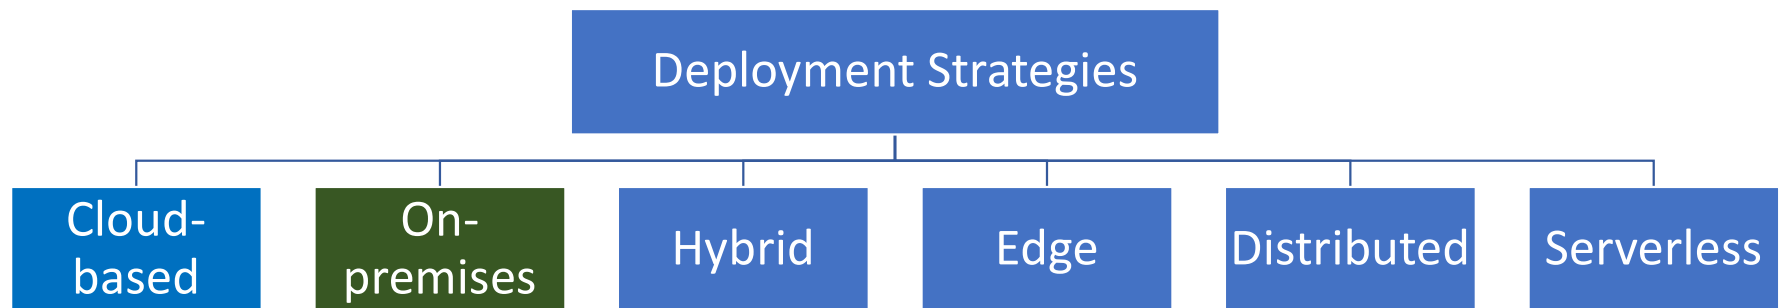 Deployment Strategies
Cloud-
based
On-
premises
Hybrid
Edge
Distributed
Serverless